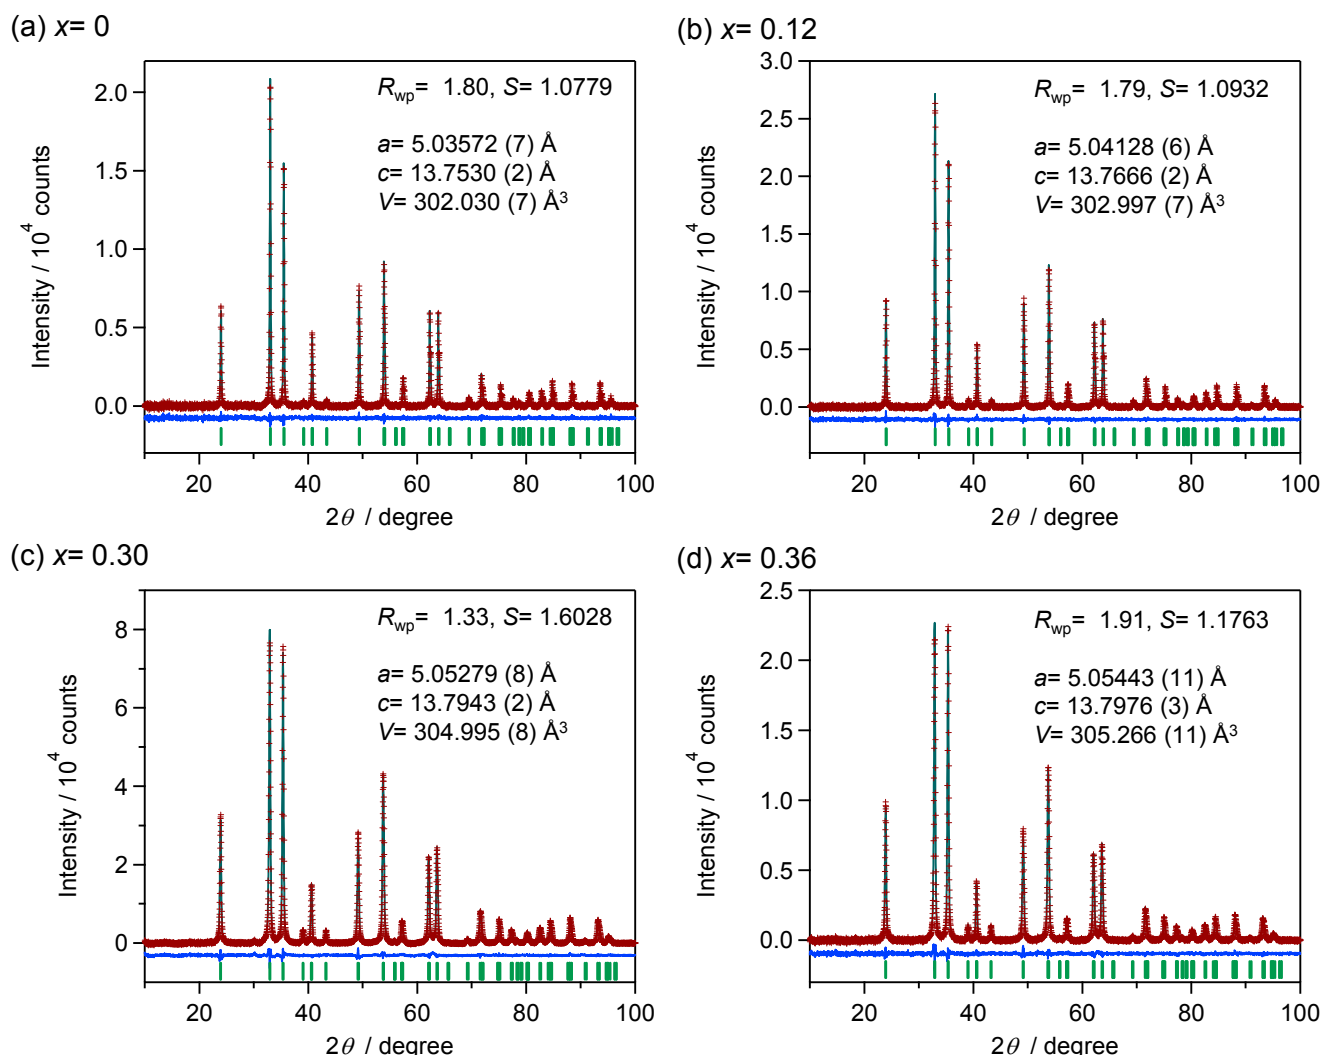 (a) x= 0
Rwp= 1.80, S= 1.0779
a= 5.03572 (7) Å
c= 13.7530 (2) Å
V= 302.030 (7) Å³
Intensity / 10⁴ counts
2.0
1.5
1.0
0.5
0.0
20 40 60 80 100
2θ / degree
(b) x= 0.12
Rwp= 1.79, S= 1.0932
a= 5.04128 (6) Å
c= 13.7666 (2) Å
V= 302.997 (7) Å³
Intensity / 10⁴ counts
3.0
2.5
2.0
1.5
1.0
0.5
0.0
20 40 60 80 100
2θ / degree
(c) x= 0.30
Rwp= 1.33, S= 1.6028
a= 5.05279 (8) Å
c= 13.7943 (2) Å
V= 304.995 (8) Å³
Intensity / 10⁴ counts
8
6
4
2
0
20 40 60 80 100
2θ / degree
(d) x= 0.36
Rwp= 1.91, S= 1.1763
a= 5.05443 (11) Å
c= 13.7976 (3) Å
V= 305.266 (11) Å³
Intensity / 10⁴ counts
2.5
2.0
1.5
1.0
0.5
0.0
20 40 60 80 100
2θ / degree